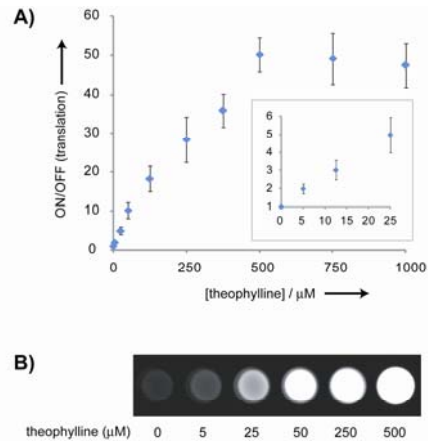 A)
ON/OFF (translation)
60
50
40
30
20
10
0
0 250 500 750 1000
[theophylline] / μM
6
5
4
3
2
1
0 5 10 15 20 25
B)
theophylline (μM) 0 5 25 50 250 500